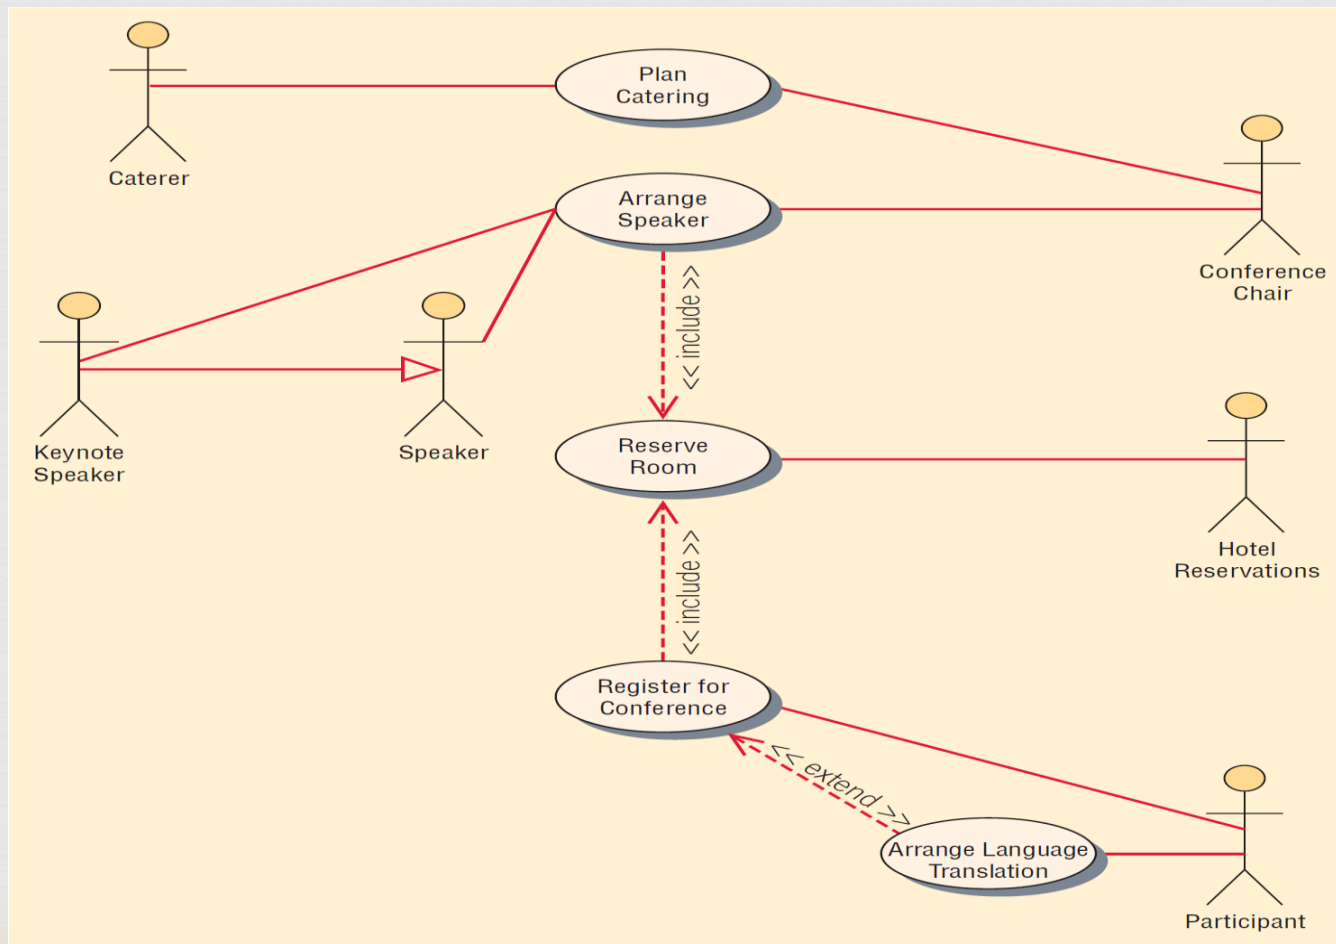 Plan
Catering
Caterer
Arrange
Speaker
Conference
Chair
<< include >>
Keynote
Speaker
Speaker
Reserve
Room
Hotel
Reservations
<< include >>
Register for
Conference
<< extend >>
Arrange Language
Translation
Participant